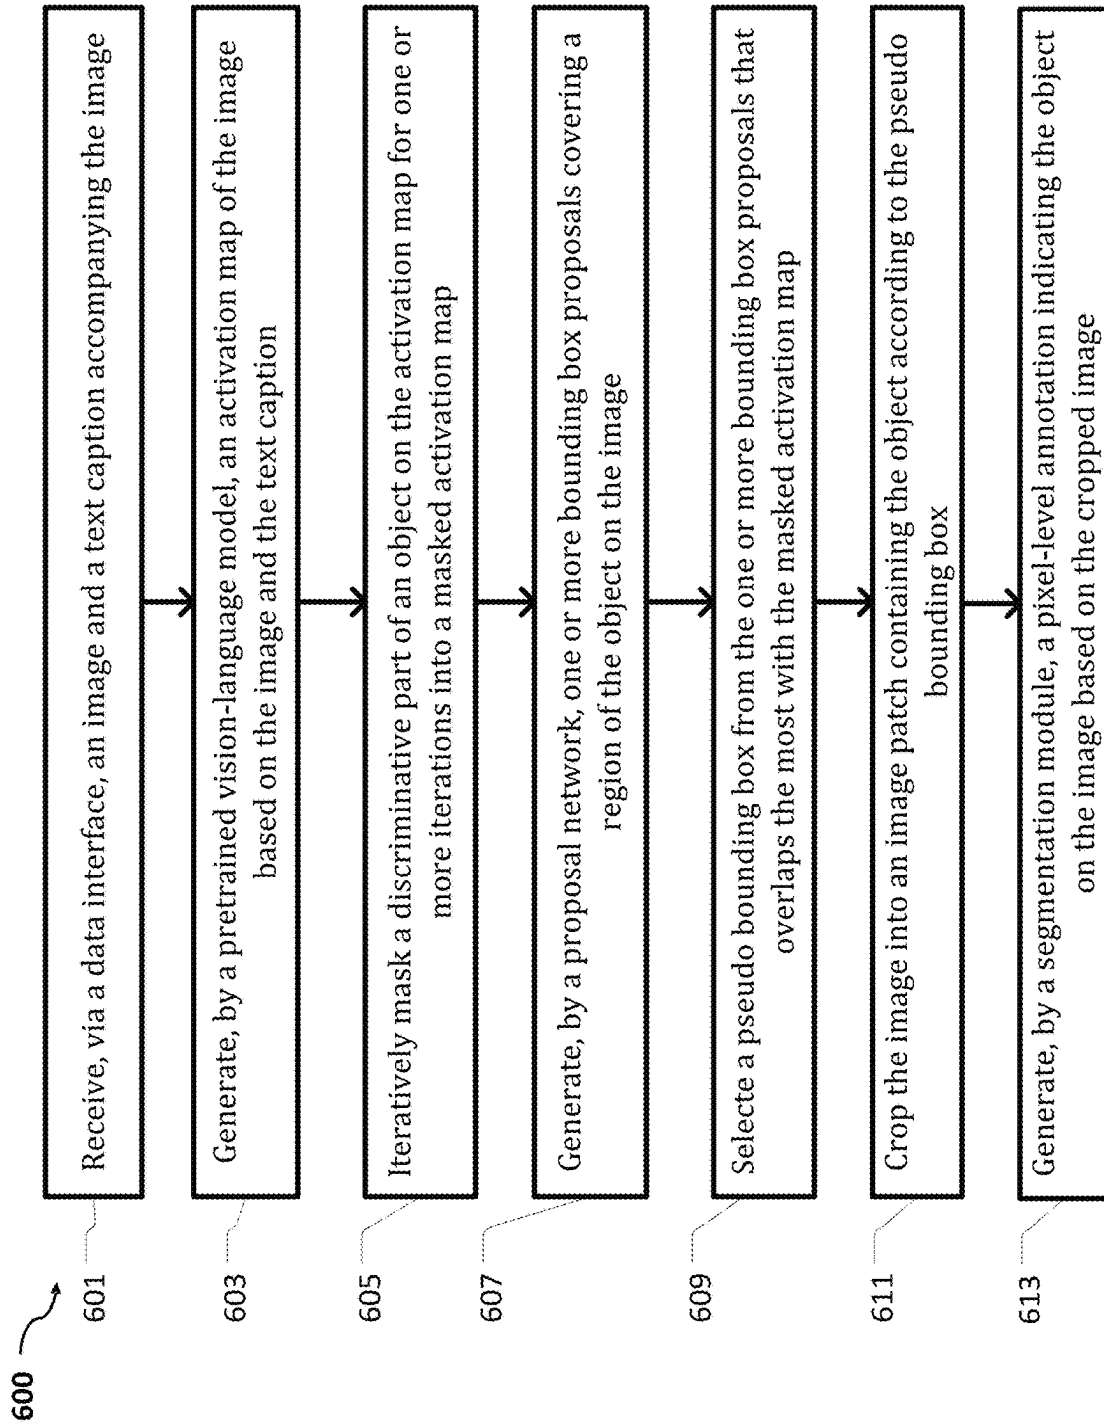 600
601
Receive, via a data interface, an image and a text caption accompanying the image
603
Generate, by a pretrained vision-language model, an activation map of the image
based on the image and the text caption
605
Iteratively mask a discriminative part of an object on the activation map for one or
more iterations into a masked activation map
607
Generate, by a proposal network, one or more bounding box proposals covering a
region of the object on the image
609
Selecte a pseudo bounding box from the one or more bounding box proposals that
overlaps the most with the masked activation map
611
Crop the image into an image patch containing the object according to the pseudo
bounding box
613
Generate, by a segmentation module, a pixel-level annotation indicating the object
on the image based on the cropped image